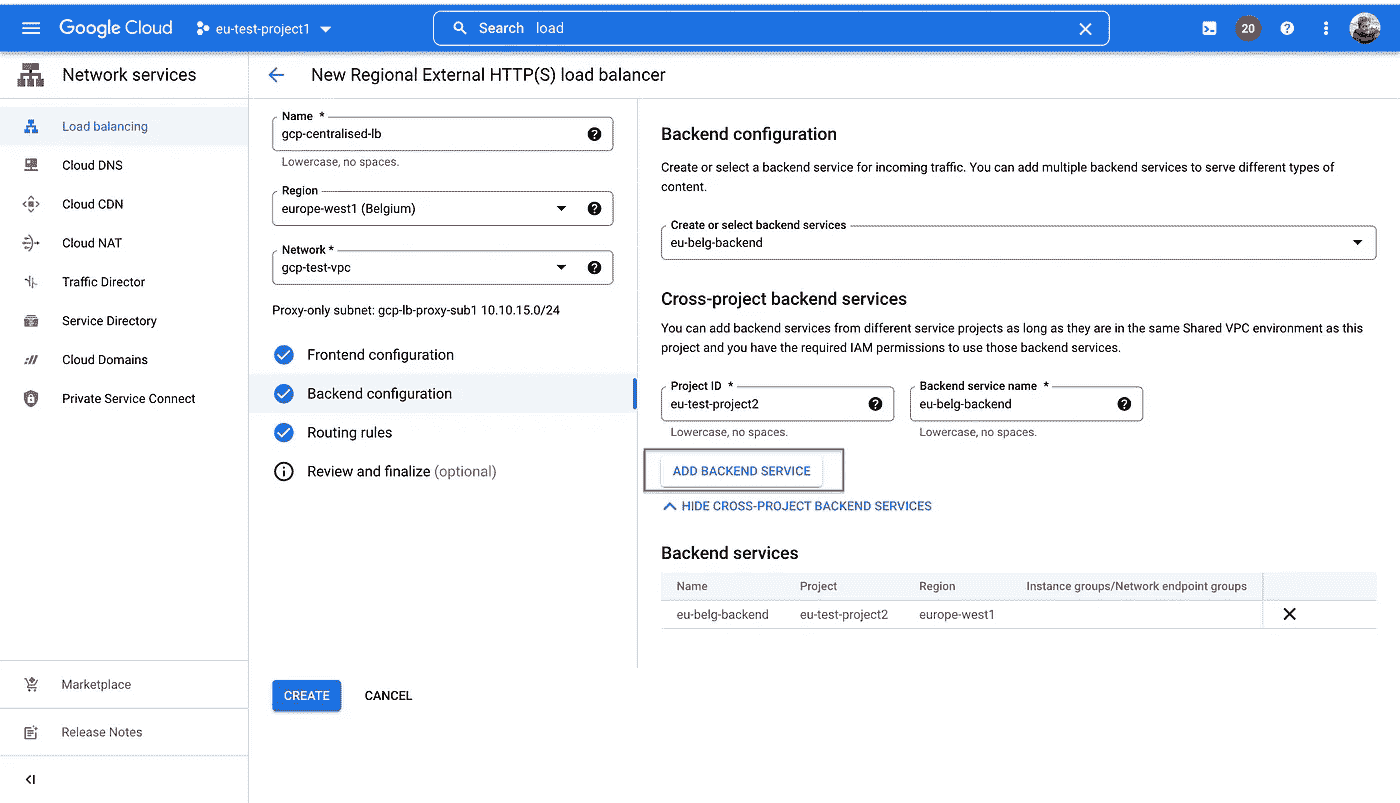 Google Cloud
eu-test-project1
Search load
20
Network services
Load balancing
Cloud DNS
Cloud CDN
Cloud NAT
Traffic Director
Service Directory
Cloud Domains
Private Service Connect
Marketplace
Release Notes
New Regional External HTTP(S) load balancer
Name *
gcp-centralised-lb
Lowercase, no spaces.
Region
europe-west1 (Belgium)
Network *
gcp-test-vpc
Proxy-only subnet: gcp-lb-proxy-sub1 10.10.15.0/24
Frontend configuration
Backend configuration
Routing rules
Review and finalize (optional)
CREATE CANCEL
Backend configuration
Create or select a backend service for incoming traffic. You can add multiple backend services to serve different types of
content.
Create or select backend services
eu-belg-backend
Cross-project backend services
You can add backend services from different service projects as long as they are in the same Shared VPC environment as this
project and you have the required IAM permissions to use those backend services.
Project ID * Backend service name *
eu-test-project2 eu-belg-backend
Lowercase, no spaces. Lowercase, no spaces.
ADD BACKEND SERVICE
HIDE CROSS-PROJECT BACKEND SERVICES
Backend services
Name Project Region Instance groups/Network endpoint groups
eu-belg-backend eu-test-project2 europe-west1